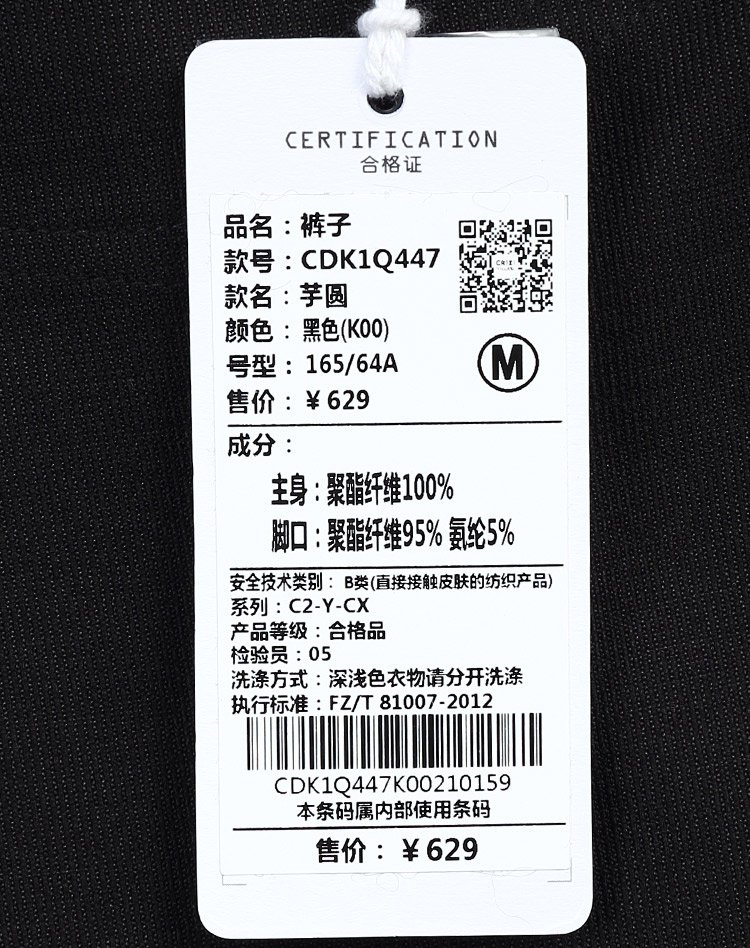 CERTIFICATION
合格证
品名：裤子
款号：CDK1Q447
款名：芋圆
颜色：黑色(K00)
号型：165/64A
M
售价：¥629
成分：
主身：聚酯纤维100%
脚口：聚酯纤维95% 氨纶5%
安全技术类别：B类(直接接触皮肤的纺织产品)
系列：C2-Y-CX
产品等级：合格品
检验员：05
洗涤方式：深浅色衣物请分开洗涤
执行标准：FZ/T 81007-2012
CDK1Q447K00210159
本条码属内部使用条码
售价：¥629